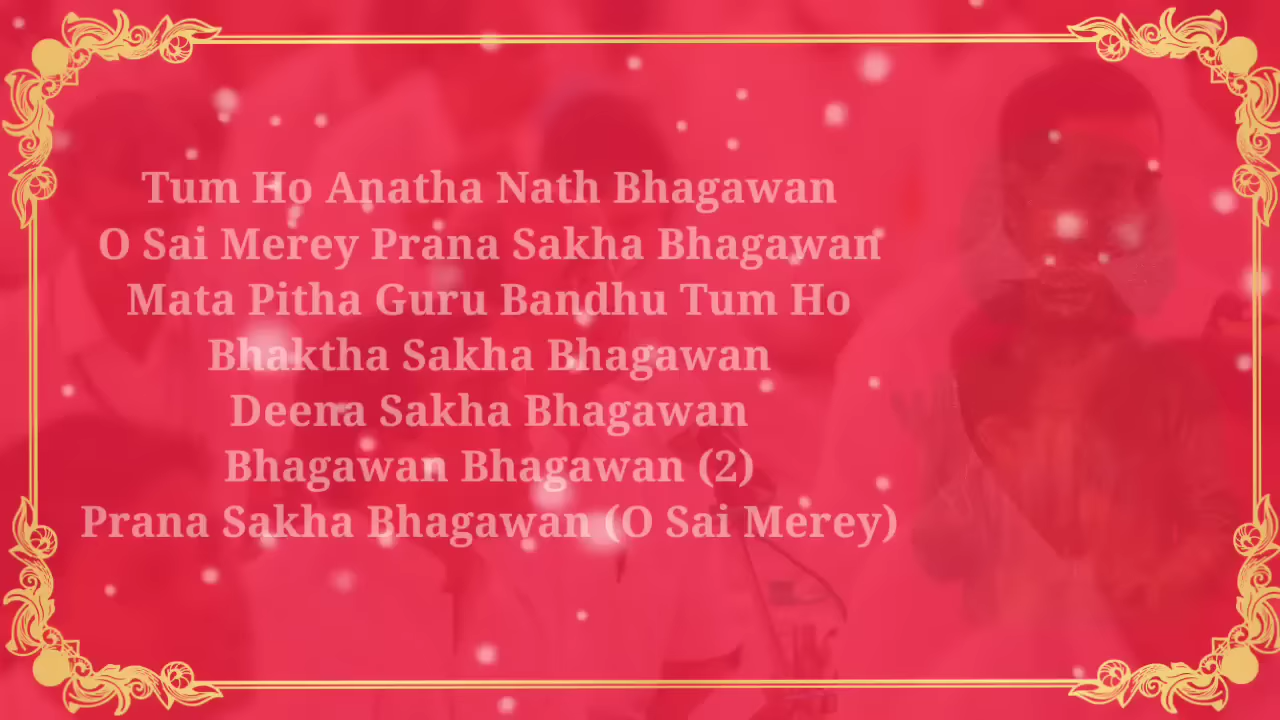 Tum Ho Anatha Nath Bhagawan
O Sai Merey Prana Sakha Bhagawan
Mata Pitha Guru Bandhu Tum Ho
Bhaktha Sakha Bhagawan
Deena Sakha Bhagawan
Bhagawan Bhagawan (2)
Prana Sakha Bhagawan (O Sai Merey)